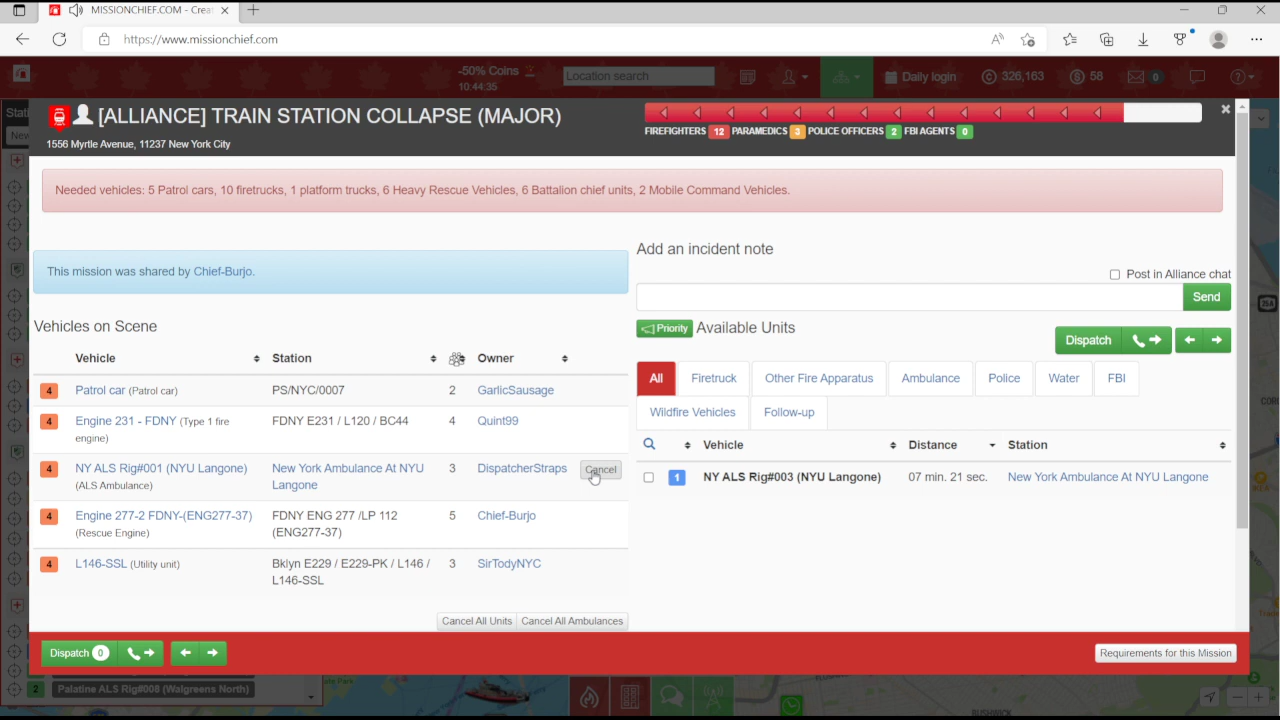 MISSIONCHIEF.COM - Crea
https://www.missionchief.com
-50% Coins
10:44:35
Location search
Daily login
326,163
58
0
[ALLIANCE] TRAIN STATION COLLAPSE (MAJOR)
1556 Myrtle Avenue, 11237 New York City
FIREFIGHTERS 12 PARAMEDICS 3 POLICE OFFICERS 2 FBI AGENTS 0
Needed vehicles: 5 Patrol cars, 10 firetrucks, 1 platform trucks, 6 Heavy Rescue Vehicles, 6 Battalion chief units, 2 Mobile Command Vehicles.
This mission was shared by Chief-Burjo.
Vehicles on Scene
Vehicle Station Owner
4 Patrol car (Patrol car) PS/NYC/0007 2 GarlicSausage
4 Engine 231 - FDNY (Type 1 fire engine) FDNY E231 / L120 / BC44 4 Quint99
4 NY ALS Rig#001 (NYU Langone) (ALS Ambulance) New York Ambulance At NYU Langone 3 DispatcherStraps Cancel
4 Engine 277-2 FDNY-(ENG277-37) (Rescue Engine) FDNY ENG 277 /LP 112 (ENG277-37) 5 Chief-Burjo
4 L146-SSL (Utility unit) Bklyn E229 / E229-PK / L146 / L146-SSL 3 SirTodyNYC
Cancel All Units Cancel All Ambulances
Add an incident note
Post in Alliance chat
Send
Priority Available Units
Dispatch
All Firetruck Other Fire Apparatus Ambulance Police Water FBI
Wildfire Vehicles Follow-up
Vehicle Distance Station
1 NY ALS Rig#003 (NYU Langone) 07 min. 21 sec. New York Ambulance At NYU Langone
Dispatch 0
Requirements for this Mission
2 Palatine ALS Rig#008 (Walgreens North)
BUSHWICK